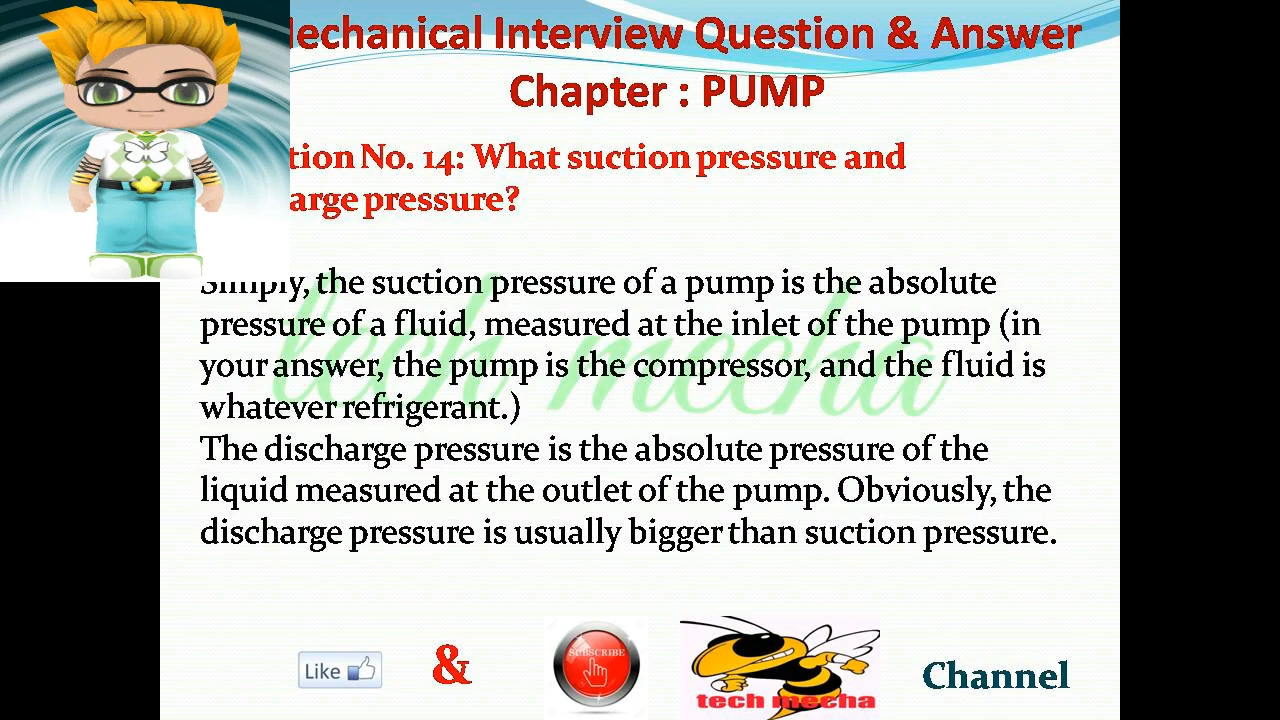 Mechanical Interview Question & Answer
Chapter : PUMP
tion No. 14: What suction pressure and
arge pressure?
Simply, the suction pressure of a pump is the absolute
pressure of a fluid, measured at the inlet of the pump (in
your answer, the pump is the compressor, and the fluid is
whatever refrigerant.)
The discharge pressure is the absolute pressure of the
liquid measured at the outlet of the pump. Obviously, the
discharge pressure is usually bigger than suction pressure.
tech mecha
Like & SUBSCRIBE tech mecha Channel